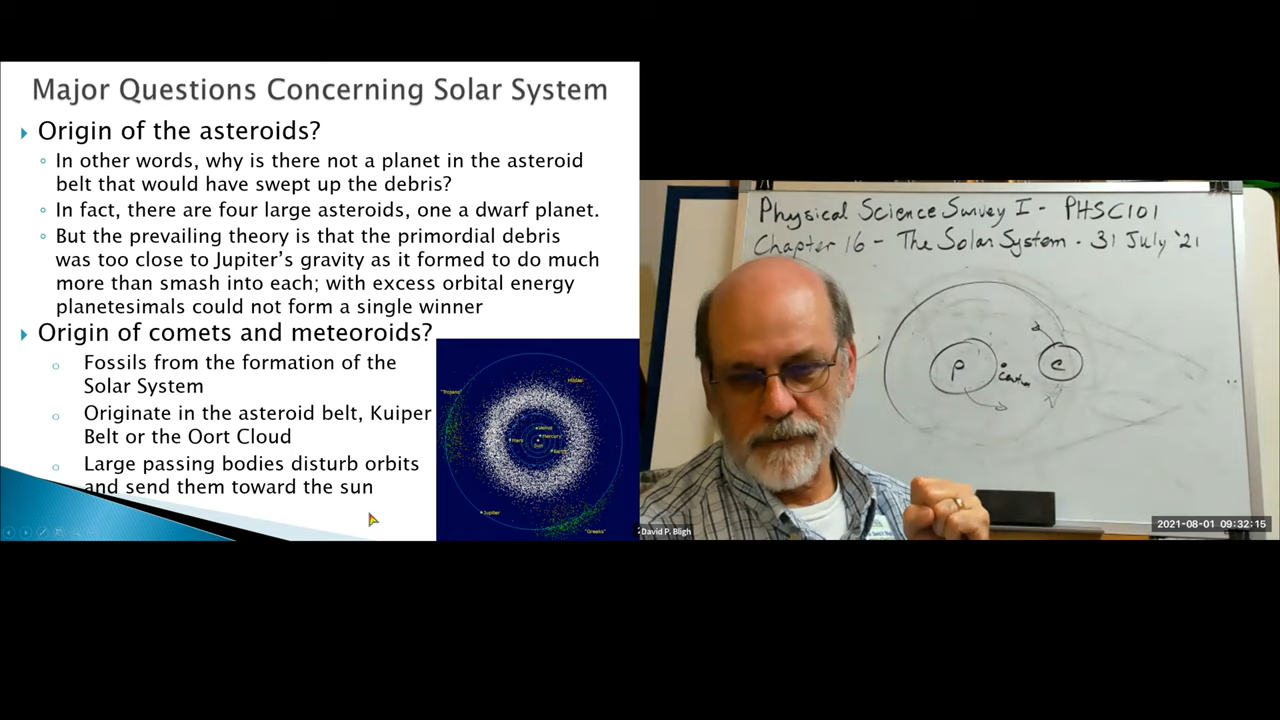 Major Questions Concerning Solar System
Origin of the asteroids?
In other words, why is there not a planet in the asteroid
belt that would have swept up the debris?
In fact, there are four large asteroids, one a dwarf planet.
But the prevailing theory is that the primordial debris
was too close to Jupiter's gravity as it formed to do much
more than smash into each; with excess orbital energy
planetesimals could not form a single winner
Origin of comets and meteoroids?
Fossils from the formation of the
Solar System
Originate in the asteroid belt, Kuiper
Belt or the Oort Cloud
Large passing bodies disturb orbits
and send them toward the sun
"Trojans"
Hildas
Venus
Mercury
Mars
Sun
Earth
Jupiter
"Greeks"
Physical Science Survey I - PHSC101
Chapter 16 - The Solar System - 31 July '21
P
C
David P. Bligh
2021-08-01 09:32:15